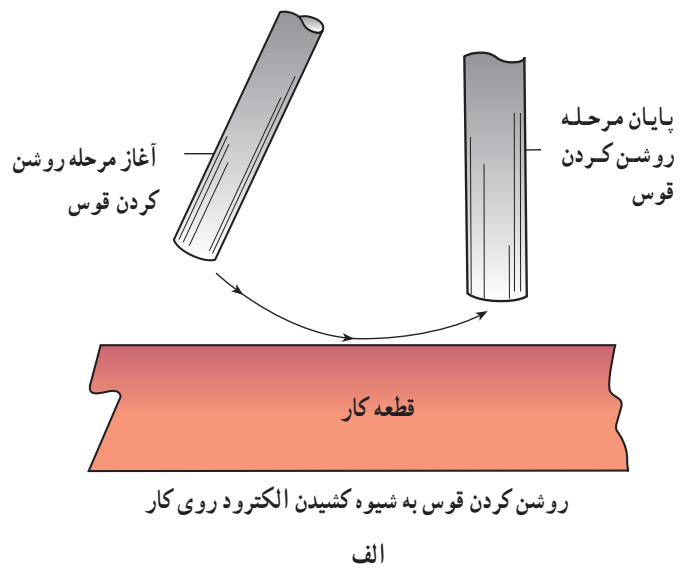 پایان مرحله
روشن کردن
قوس
آغاز مرحله روشن
کردن قوس
قطعه کار
روشن کردن قوس به شیوه کشیدن الکترود روی کار
الف